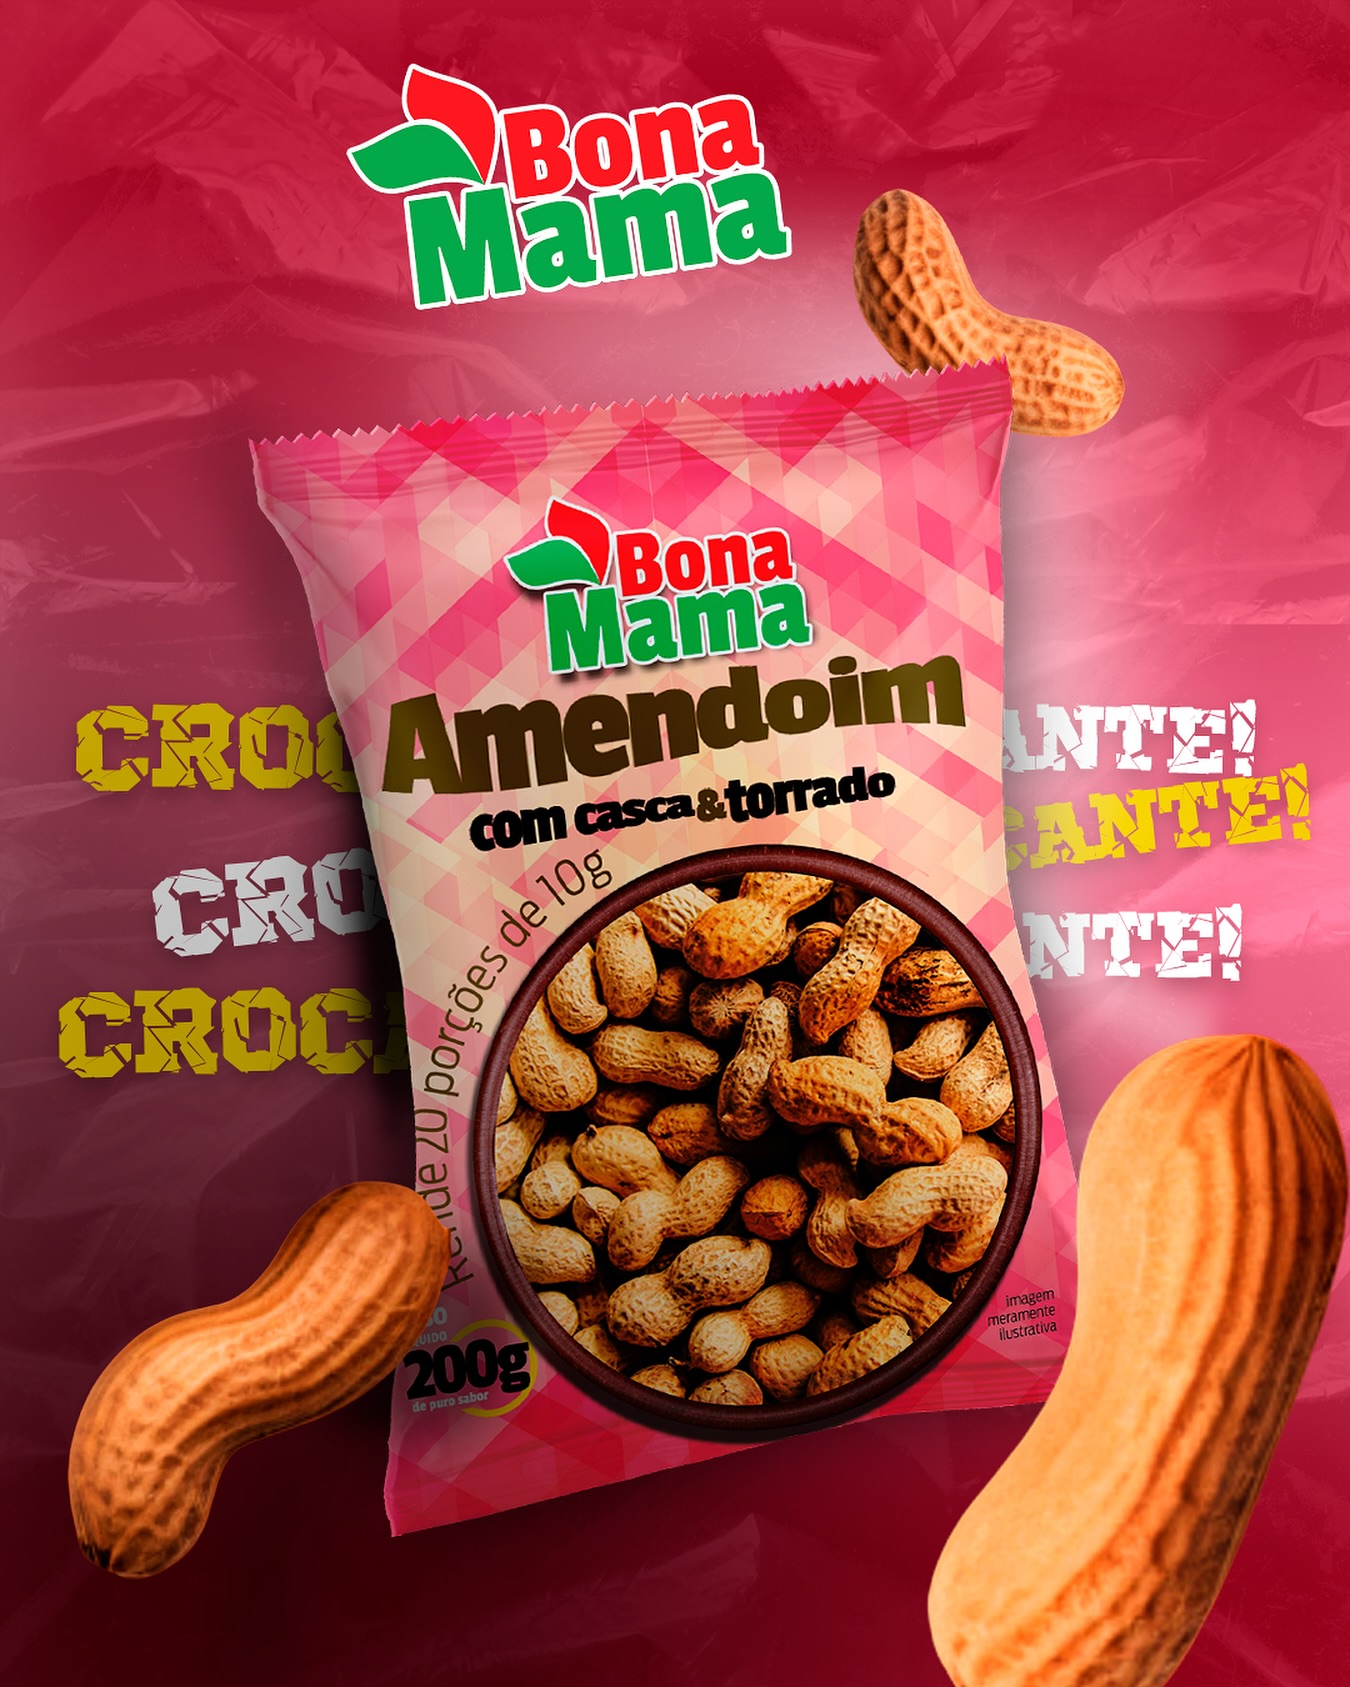 Bona
Mama
Bona
Mama
Amendoim
com casca & torrado
Rende 20 porções de 10g
CROC ANTE!
CANTE!
CRO NTE!
CROCA
imagem
meramente
ilustrativa
200g
de puro sabor